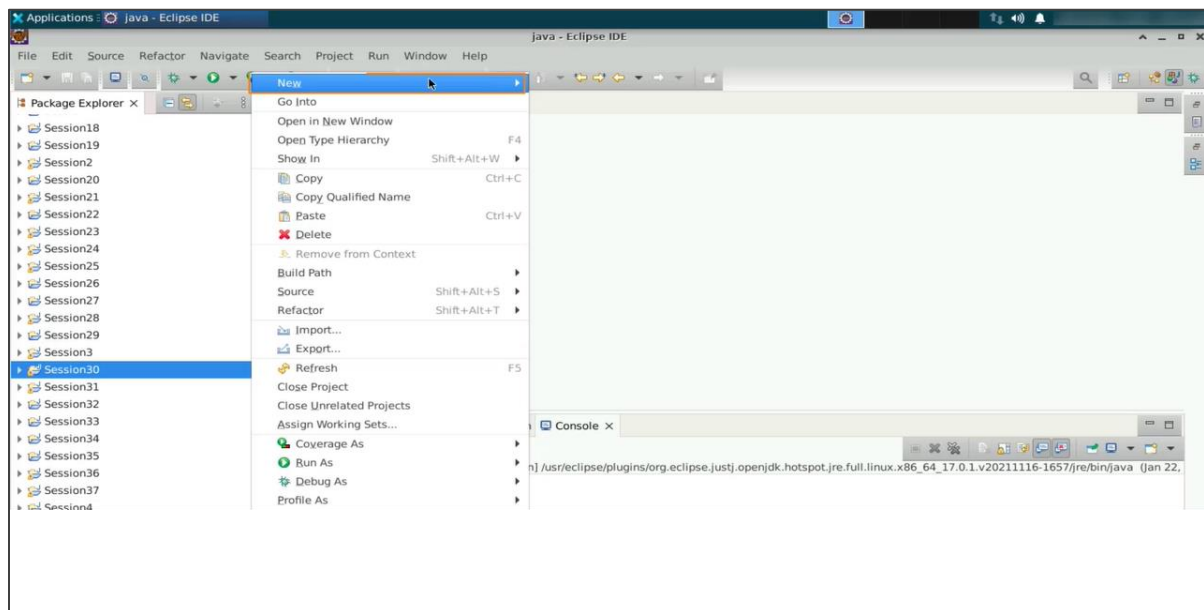 Applications : java - Eclipse IDE
java - Eclipse IDE
File Edit Source Refactor Navigate Search Project Run Window Help
Package Explorer ×
Session18
Session19
Session2
Session20
Session21
Session22
Session23
Session24
Session25
Session26
Session27
Session28
Session29
Session3
Session30
Session31
Session32
Session33
Session34
Session35
Session36
Session37
Session4
New
Go Into
Open in New Window
Open Type Hierarchy F4
Show In Shift+Alt+W
Copy Ctrl+C
Copy Qualified Name
Paste Ctrl+V
Delete
Remove from Context
Build Path
Source Shift+Alt+S
Refactor Shift+Alt+T
Import...
Export...
Refresh F5
Close Project
Close Unrelated Projects
Assign Working Sets...
Coverage As
Run As
Debug As
Profile As
Console ×
n] /usr/eclipse/plugins/org.eclipse.justj.openjdk.hotspot.jre.full.linux.x86_64_17.0.1.v20211116-1657/jre/bin/java (Jan 22,